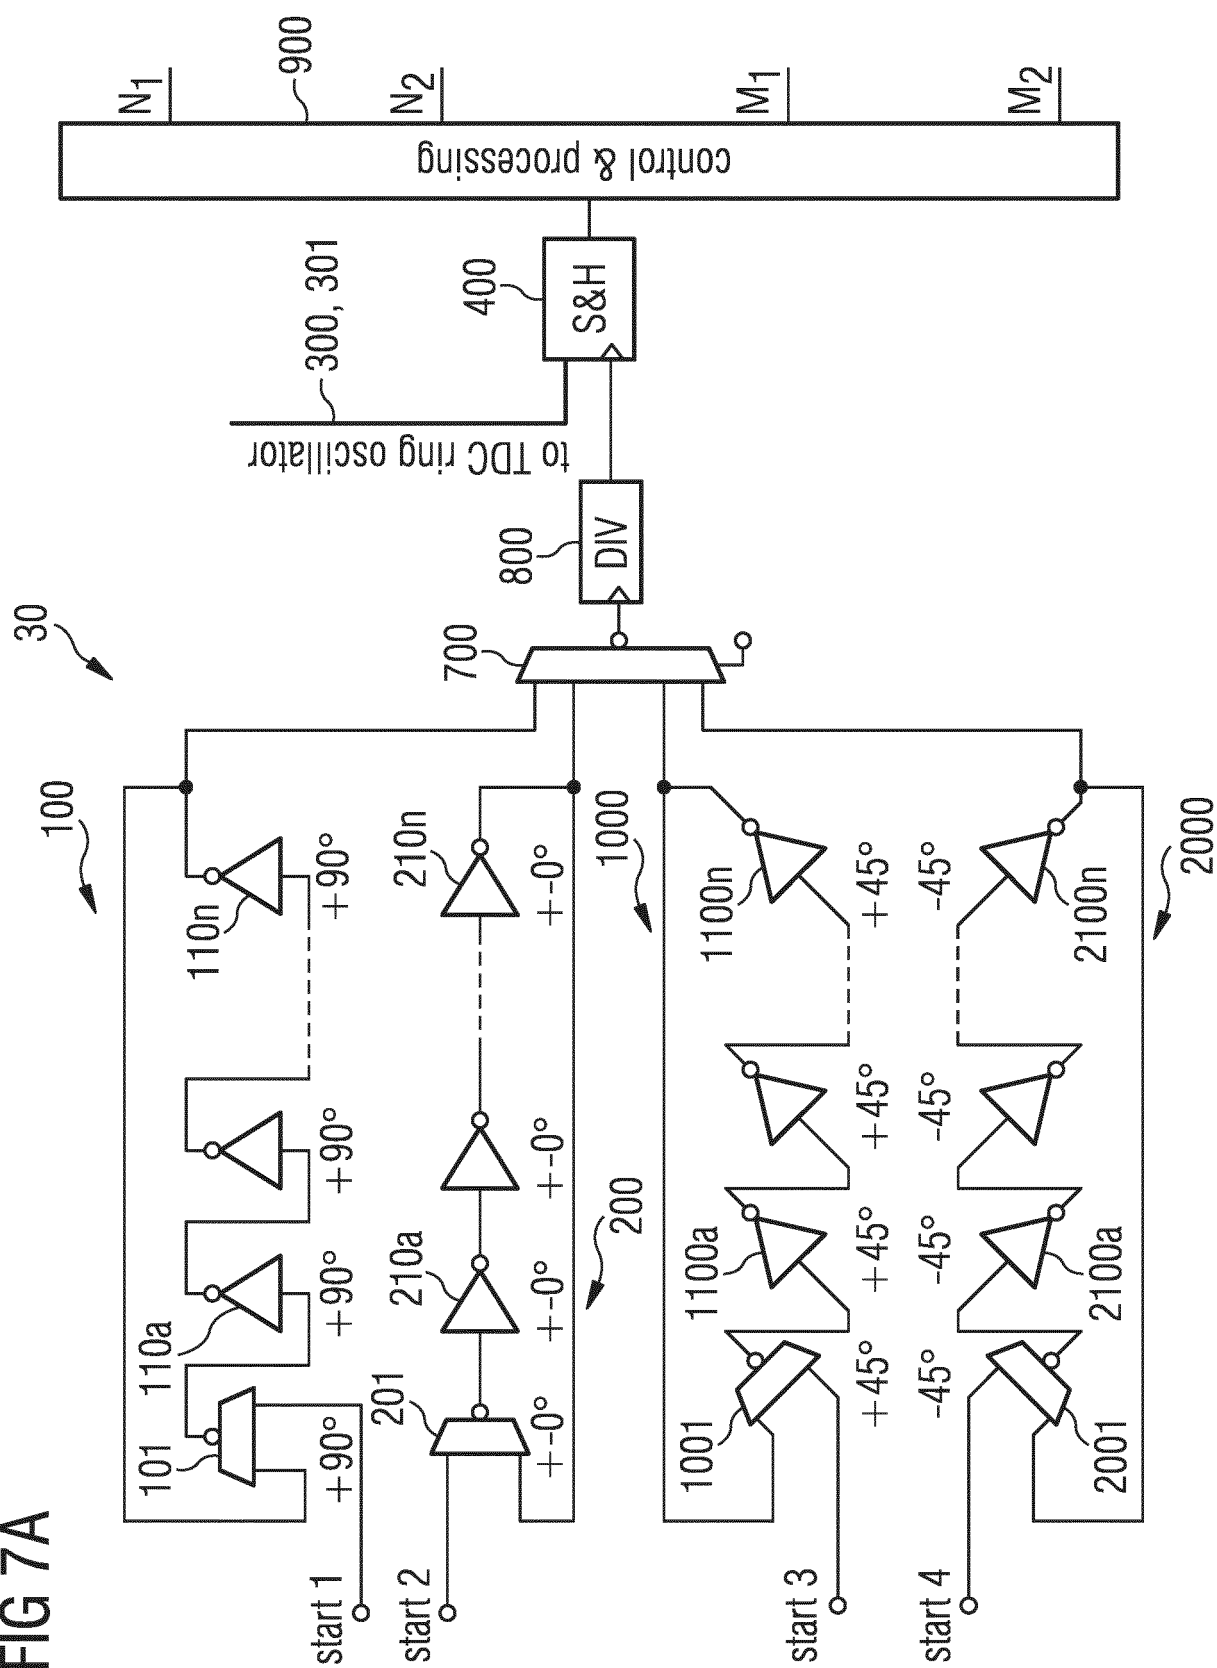 FIG 7A
30
100
101
110a
110n
+90°
+90°
+90°
+90°
start 1
start 2
201
210a
210n
+-0°
+-0°
+-0°
+-0°
200
1000
1001
1100a
1100n
+45°
+45°
+45°
+45°
-45°
-45°
-45°
-45°
start 3
start 4
2001
2100a
2100n
2000
700
800
DIV
to TDC ring oscillator
300, 301
400
S&H
control & processing
900
N1
N2
M1
M2